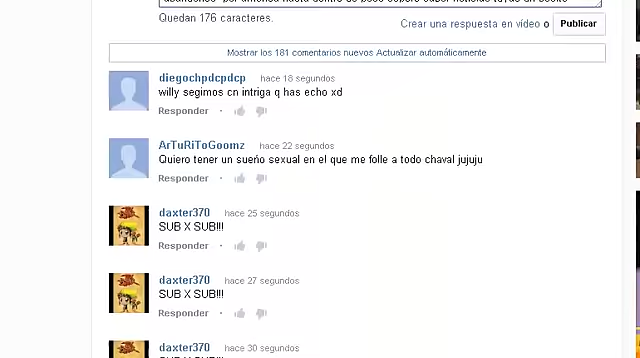 Quedan 176 caracteres.
Crear una respuesta en vídeo o Publicar
Mostrar los 181 comentarios nuevos Actualizar automáticamente
diegochpdcpdcp hace 18 segundos
willy segimos cn intriga q has echo xd
Responder
ArTuRiToGoomz hace 22 segundos
Quiero tener un sueño sexual en el que me folle a todo chaval jujuju
Responder
daxter370 hace 25 segundos
SUB X SUB!!!
Responder
daxter370 hace 27 segundos
SUB X SUB!!!
Responder
daxter370 hace 30 segundos